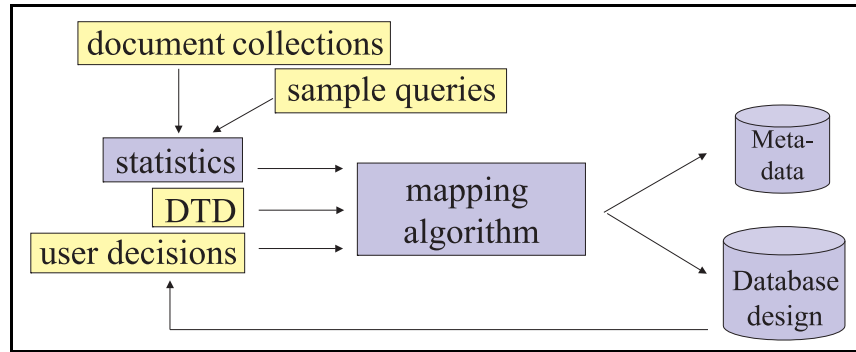 document collections
sample queries
statistics
DTD
user decisions
mapping
algorithm
Meta-
data
Database
design